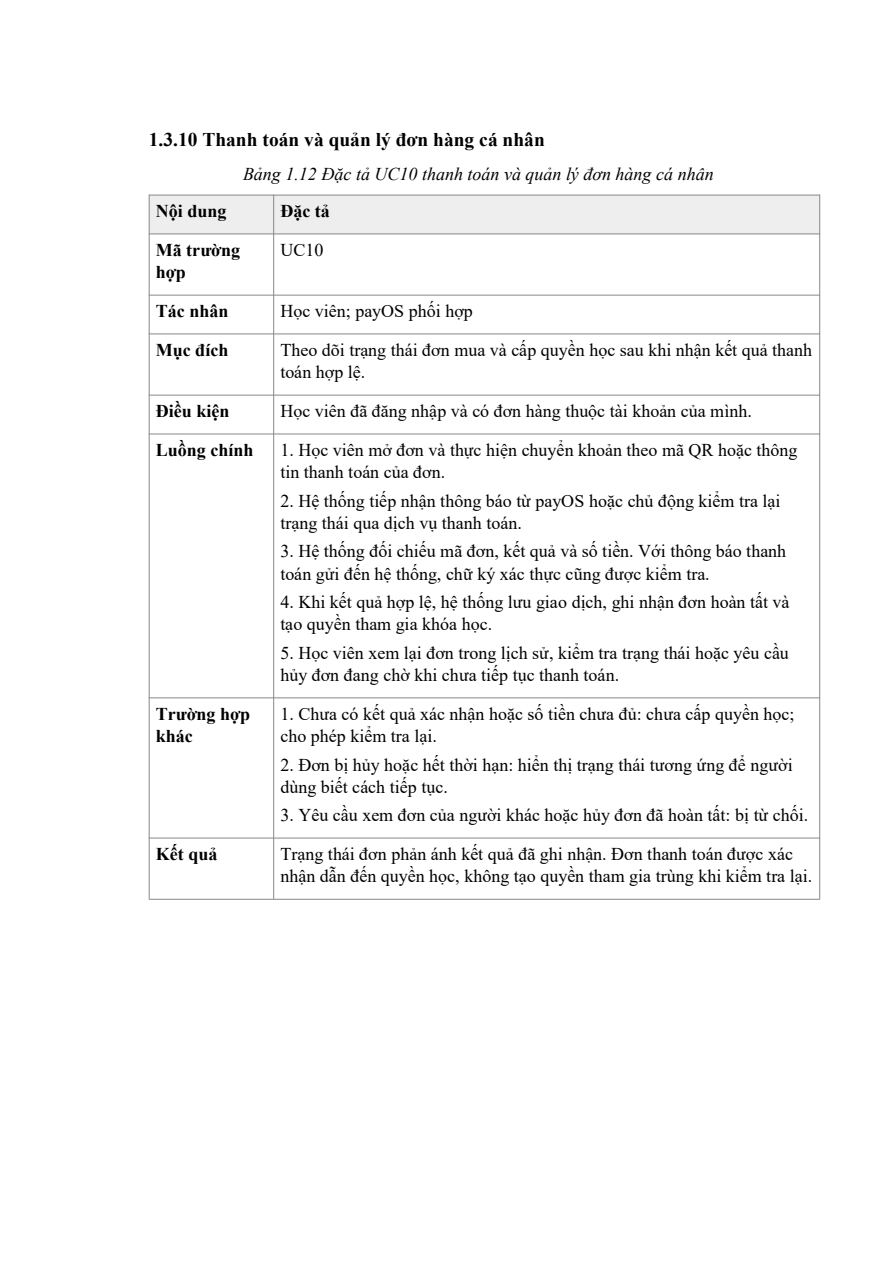 1.3.10 Thanh toán và quản lý đơn hàng cá nhân
Bảng 1.12 Đặc tả UC10 thanh toán và quản lý đơn hàng cá nhân
Nội dung Đặc tả
Mã trường UC10
hợp
Tác nhân Học viên; payOS phối hợp
Mục đích Theo dõi trạng thái đơn mua và cấp quyền học sau khi nhận kết quả thanh
toán hợp lệ.
Điều kiện Học viên đã đăng nhập và có đơn hàng thuộc tài khoản của mình.
Luồng chính 1. Học viên mở đơn và thực hiện chuyển khoản theo mã QR hoặc thông
tin thanh toán của đơn.
2. Hệ thống tiếp nhận thông báo từ payOS hoặc chủ động kiểm tra lại
trạng thái qua dịch vụ thanh toán.
3. Hệ thống đối chiếu mã đơn, kết quả và số tiền. Với thông báo thanh
toán gửi đến hệ thống, chữ ký xác thực cũng được kiểm tra.
4. Khi kết quả hợp lệ, hệ thống lưu giao dịch, ghi nhận đơn hoàn tất và
tạo quyền tham gia khóa học.
5. Học viên xem lại đơn trong lịch sử, kiểm tra trạng thái hoặc yêu cầu
hủy đơn đang chờ khi chưa tiếp tục thanh toán.
Trường hợp 1. Chưa có kết quả xác nhận hoặc số tiền chưa đủ: chưa cấp quyền học;
khác cho phép kiểm tra lại.
2. Đơn bị hủy hoặc hết thời hạn: hiển thị trạng thái tương ứng để người
dùng biết cách tiếp tục.
3. Yêu cầu xem đơn của người khác hoặc hủy đơn đã hoàn tất: bị từ chối.
Kết quả Trạng thái đơn phản ánh kết quả đã ghi nhận. Đơn thanh toán được xác
nhận dẫn đến quyền học, không tạo quyền tham gia trùng khi kiểm tra lại.